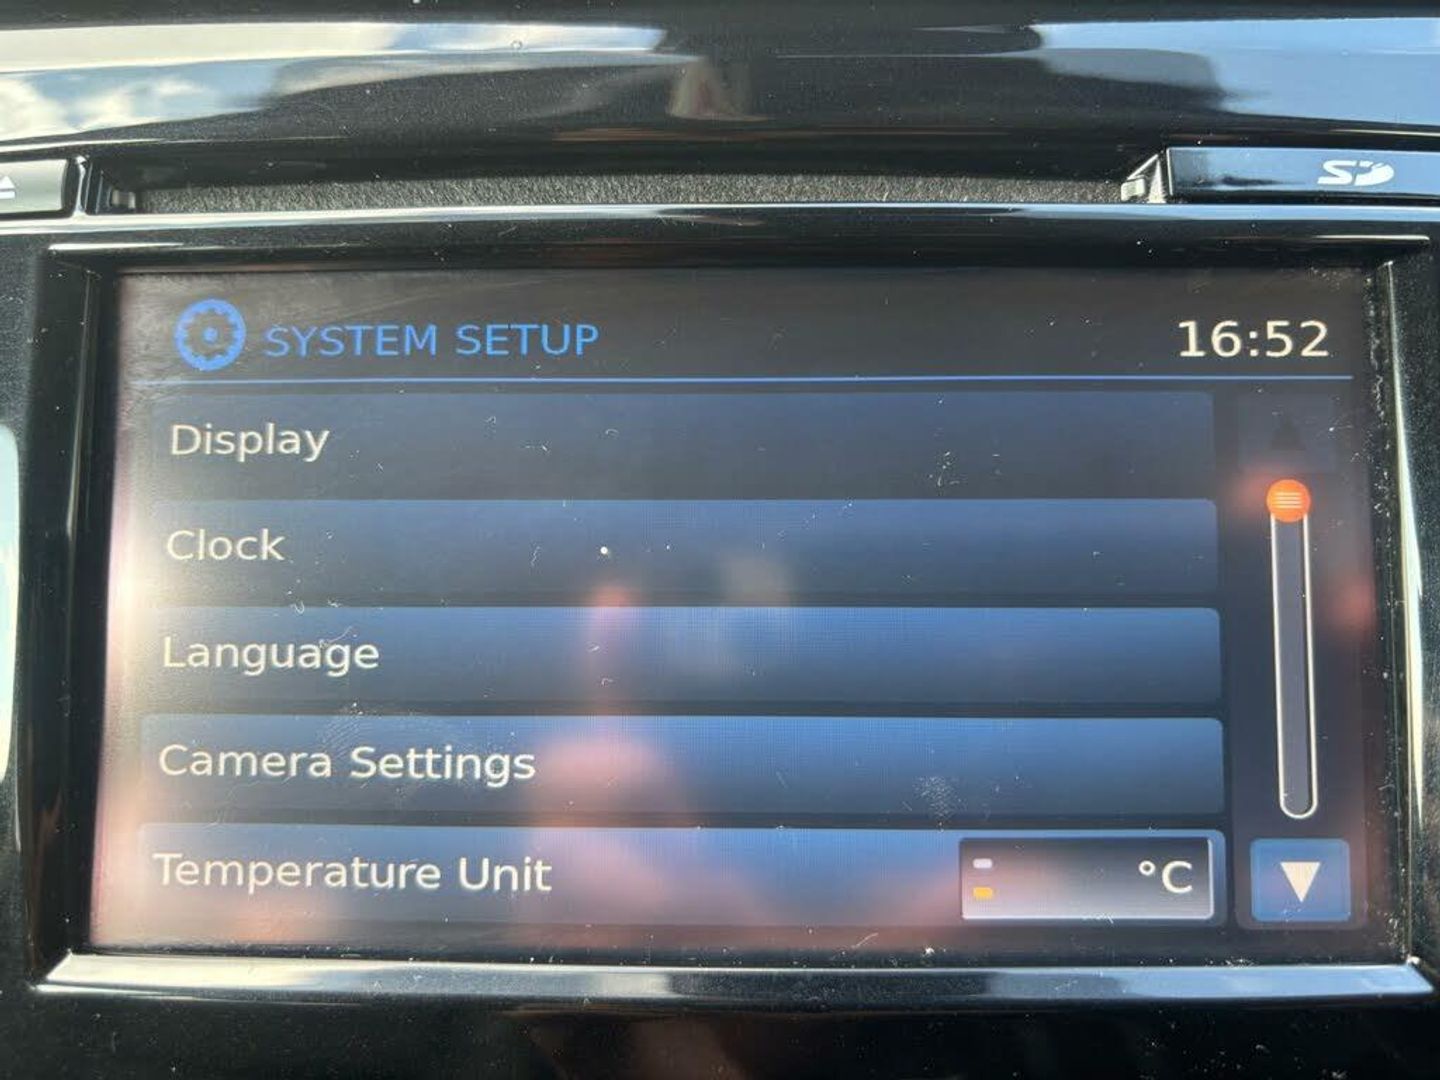 SD
SYSTEM SETUP 16:52
Display
Clock
Language
Camera Settings
Temperature Unit °C